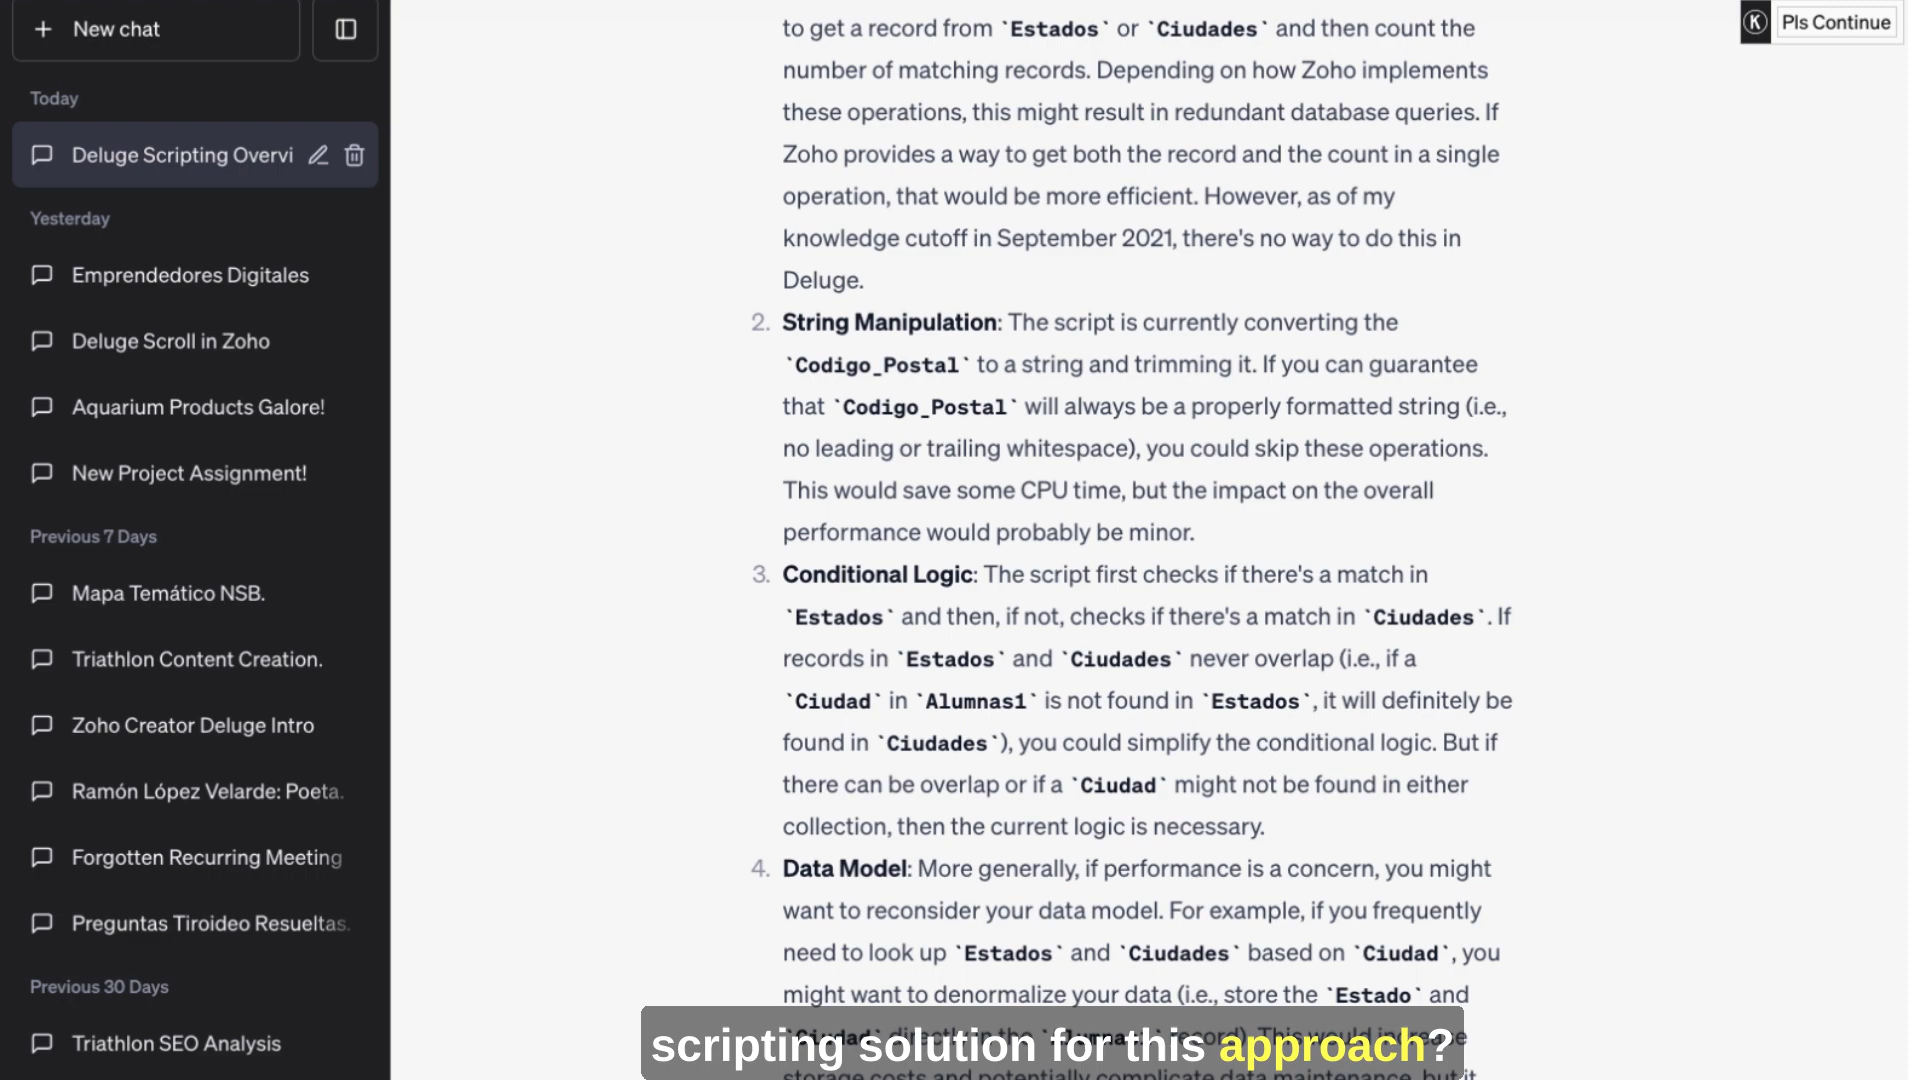 New chat
Today
Deluge Scripting Overvi
Yesterday
Emprendedores Digitales
Deluge Scroll in Zoho
Aquarium Products Galore!
New Project Assignment!
Previous 7 Days
Mapa Temático NSB.
Triathlon Content Creation.
Zoho Creator Deluge Intro
Ramón López Velarde: Poeta.
Forgotten Recurring Meeting
Preguntas Tiroideo Resueltas.
Previous 30 Days
Triathlon SEO Analysis
to get a record from `Estados` or `Ciudades` and then count the
number of matching records. Depending on how Zoho implements
these operations, this might result in redundant database queries. If
Zoho provides a way to get both the record and the count in a single
operation, that would be more efficient. However, as of my
knowledge cutoff in September 2021, there's no way to do this in
Deluge.
2. String Manipulation: The script is currently converting the
`Codigo_Postal` to a string and trimming it. If you can guarantee
that `Codigo_Postal` will always be a properly formatted string (i.e.,
no leading or trailing whitespace), you could skip these operations.
This would save some CPU time, but the impact on the overall
performance would probably be minor.
3. Conditional Logic: The script first checks if there's a match in
`Estados` and then, if not, checks if there's a match in `Ciudades`. If
records in `Estados` and `Ciudades` never overlap (i.e., if a
`Ciudad` in `Alumnas1` is not found in `Estados`, it will definitely be
found in `Ciudades`), you could simplify the conditional logic. But if
there can be overlap or if a `Ciudad` might not be found in either
collection, then the current logic is necessary.
4. Data Model: More generally, if performance is a concern, you might
want to reconsider your data model. For example, if you frequently
need to look up `Estados` and `Ciudades` based on `Ciudad`, you
might want to denormalize your data (i.e., store the `Estado` and
scripting solution for this approach?
K Pls Continue